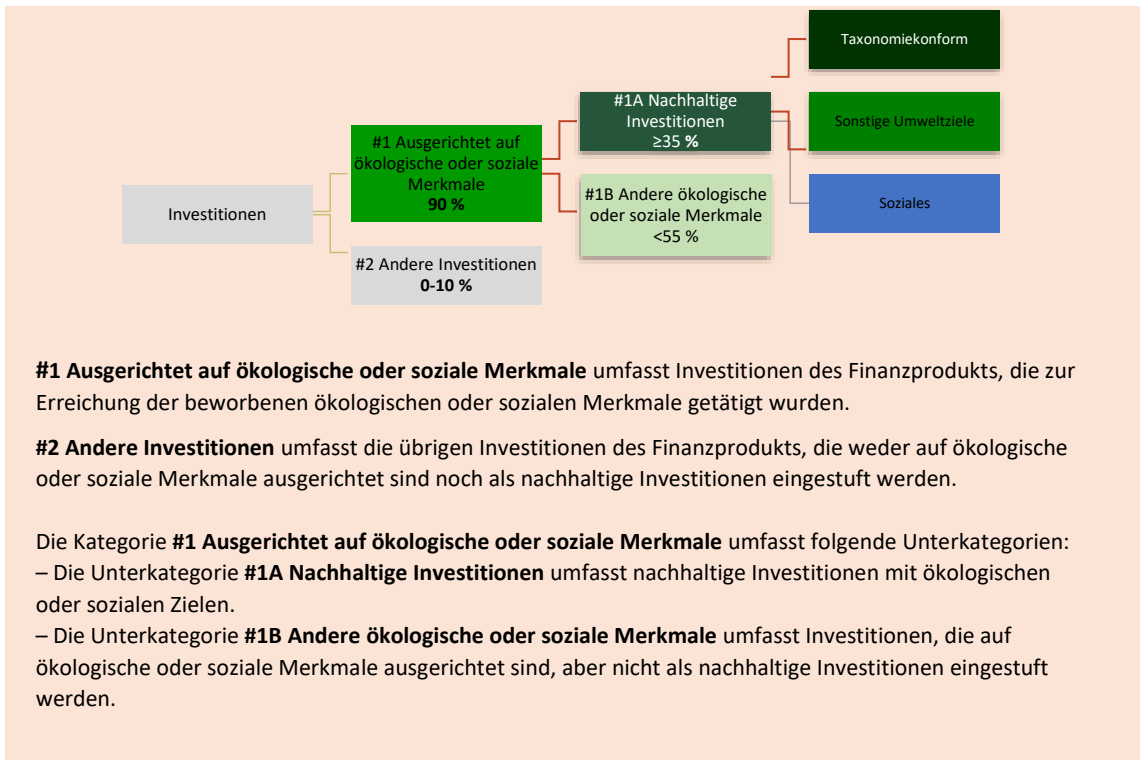 Taxonomiekonform
#1A Nachhaltige
Investitionen
≥35 %
Sonstige Umweltziele
#1 Ausgerichtet auf
ökologische oder soziale
Merkmale
90 %
#1B Andere ökologische
oder soziale Merkmale
<55 %
Soziales
Investitionen
#2 Andere Investitionen
0-10 %
#1 Ausgerichtet auf ökologische oder soziale Merkmale umfasst Investitionen des Finanzprodukts, die zur
Erreichung der beworbenen ökologischen oder sozialen Merkmale getätigt wurden.
#2 Andere Investitionen umfasst die übrigen Investitionen des Finanzprodukts, die weder auf ökologische
oder soziale Merkmale ausgerichtet sind noch als nachhaltige Investitionen eingestuft werden.
Die Kategorie #1 Ausgerichtet auf ökologische oder soziale Merkmale umfasst folgende Unterkategorien:
– Die Unterkategorie #1A Nachhaltige Investitionen umfasst nachhaltige Investitionen mit ökologischen
oder sozialen Zielen.
– Die Unterkategorie #1B Andere ökologische oder soziale Merkmale umfasst Investitionen, die auf
ökologische oder soziale Merkmale ausgerichtet sind, aber nicht als nachhaltige Investitionen eingestuft
werden.